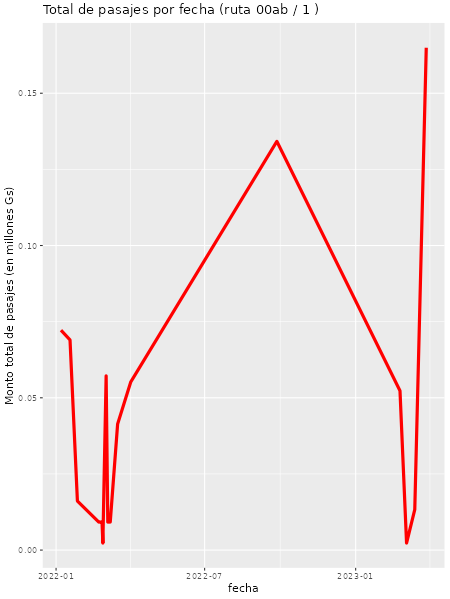 Total de pasajes por fecha (ruta 00ab / 1 )
Monto total de pasajes (en millones Gs)
0.15
0.10
0.05
0.00
2022-01 2022-07 2023-01
fecha